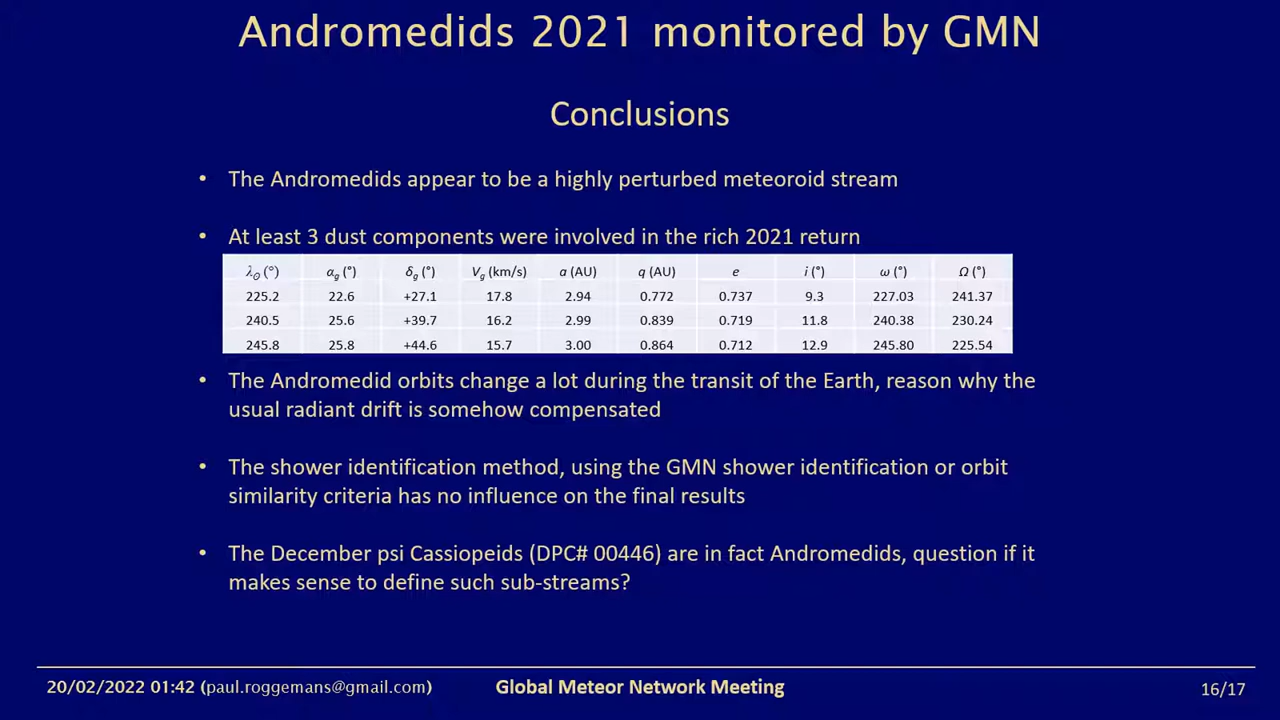 Andromedids 2021 monitored by GMN
Conclusions
• The Andromedids appear to be a highly perturbed meteoroid stream
• At least 3 dust components were involved in the rich 2021 return
λʘ (°) αg (°) δg (°) Vg (km/s) a (AU) q (AU) e i (°) ω (°) Ω (°)
225.2 22.6 +27.1 17.8 2.94 0.772 0.737 9.3 227.03 241.37
240.5 25.6 +39.7 16.2 2.99 0.839 0.719 11.8 240.38 230.24
245.8 25.8 +44.6 15.7 3.00 0.864 0.712 12.9 245.80 225.54
• The Andromedid orbits change a lot during the transit of the Earth, reason why the
usual radiant drift is somehow compensated
• The shower identification method, using the GMN shower identification or orbit
similarity criteria has no influence on the final results
• The December psi Cassiopeids (DPC# 00446) are in fact Andromedids, question if it
makes sense to define such sub-streams?
20/02/2022 01:42 (paul.roggemans@gmail.com) Global Meteor Network Meeting 16/17